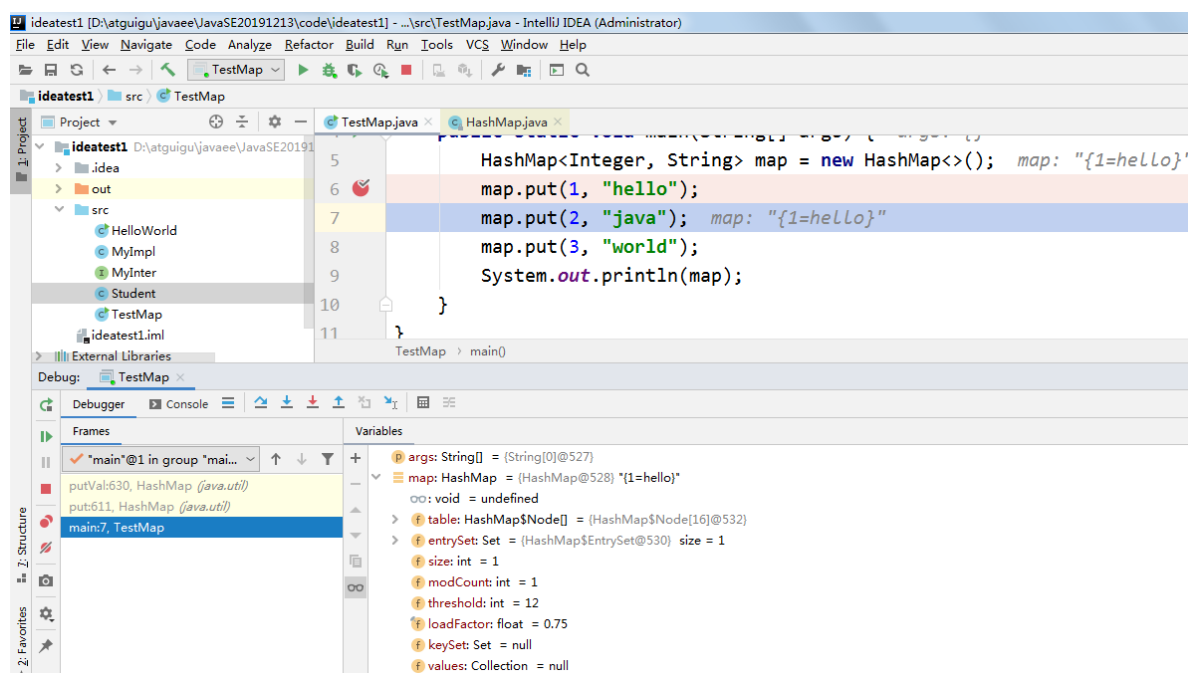 ideatest1 [D:\atguigu\javaee\JavaSE20191213\code\ideatest1] - ...\src\TestMap.java - IntelliJ IDEA (Administrator)
File Edit View Navigate Code Analyze Refactor Build Run Tools VCS Window Help
TestMap
ideatest1 src TestMap
1: Project
Project
ideatest1 D:\atguigu\javaee\JavaSE20191
.idea
out
src
HelloWorld
MyImpl
MyInter
Student
TestMap
ideatest1.iml
External Libraries
TestMap.java HashMap.java
public static void main(String[] args) { args: {}
5 HashMap<Integer, String> map = new HashMap<>(); map: "{1=hello}"
6 map.put(1, "hello");
7 map.put(2, "java"); map: "{1=hello}"
8 map.put(3, "world");
9 System.out.println(map);
10 }
11 }
TestMap > main()
Debug: TestMap
Debugger Console
Frames
"main"@1 in group "mai...
putVal:630, HashMap (java.util)
put:611, HashMap (java.util)
main:7, TestMap
Variables
args: String[] = {String[0]@527}
map: HashMap = {HashMap@528} "{1=hello}"
oo: void = undefined
table: HashMap$Node[] = {HashMap$Node[16]@532}
entrySet: Set = {HashMap$EntrySet@530} size = 1
size: int = 1
modCount: int = 1
threshold: int = 12
loadFactor: float = 0.75
keySet: Set = null
values: Collection = null
7: Structure
2: Favorites